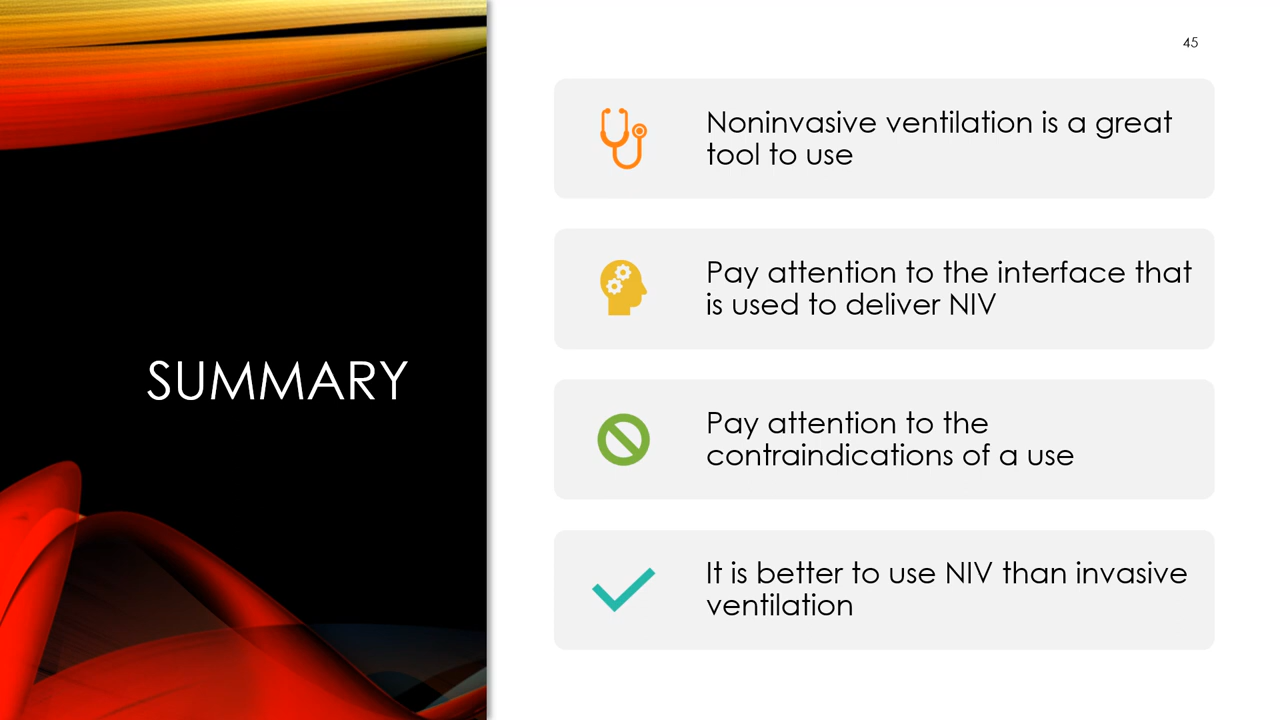 45
SUMMARY
Noninvasive ventilation is a great
tool to use
Pay attention to the interface that
is used to deliver NIV
Pay attention to the
contraindications of a use
It is better to use NIV than invasive
ventilation